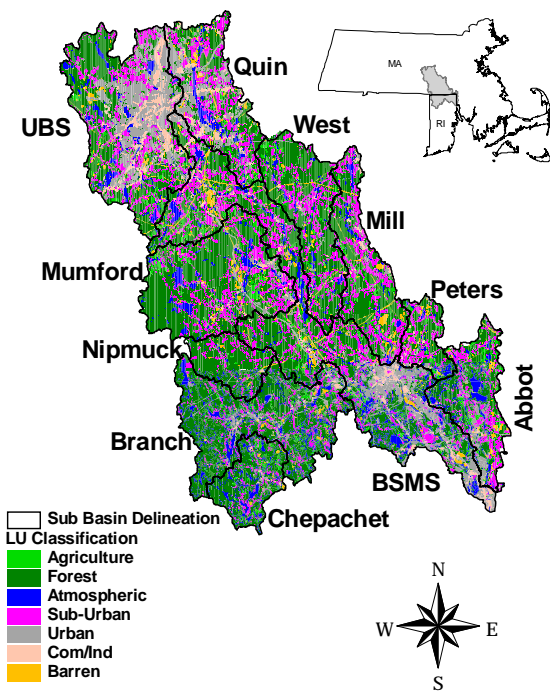 MA
RI
Quin
UBS
West
Mill
Mumford
Peters
Nipmuck
Abbot
Branch
BSMS
Chepachet
Sub Basin Delineation
LU Classification
Agriculture
Forest
Atmospheric
Sub-Urban
Urban
Com/Ind
Barren
N
W E
S